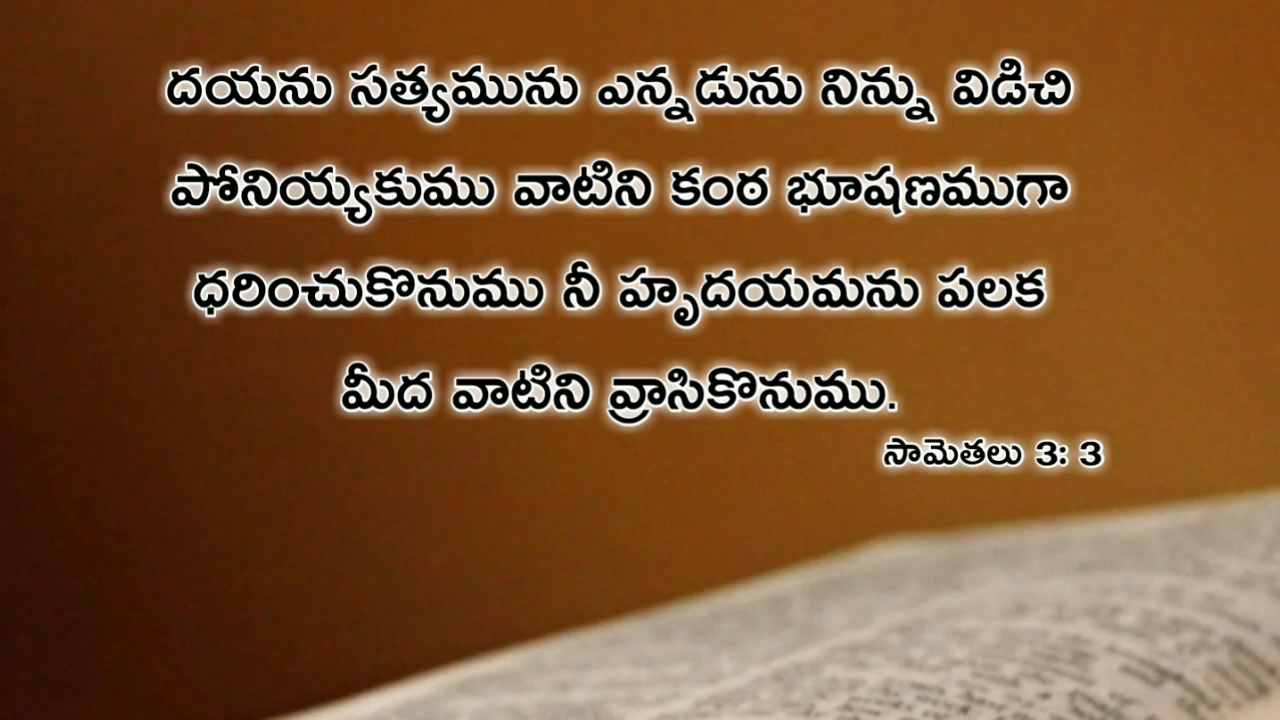 దయను సత్యమును ఎన్నడును నిన్ను విడిచి
పోనియ్యకుము వాటిని కంఠ భూషణముగా
ధరించుకొనుము నీ హృదయమను పలక
మీద వాటిని వ్రాసికొనుము.
సామెతలు 3: 3